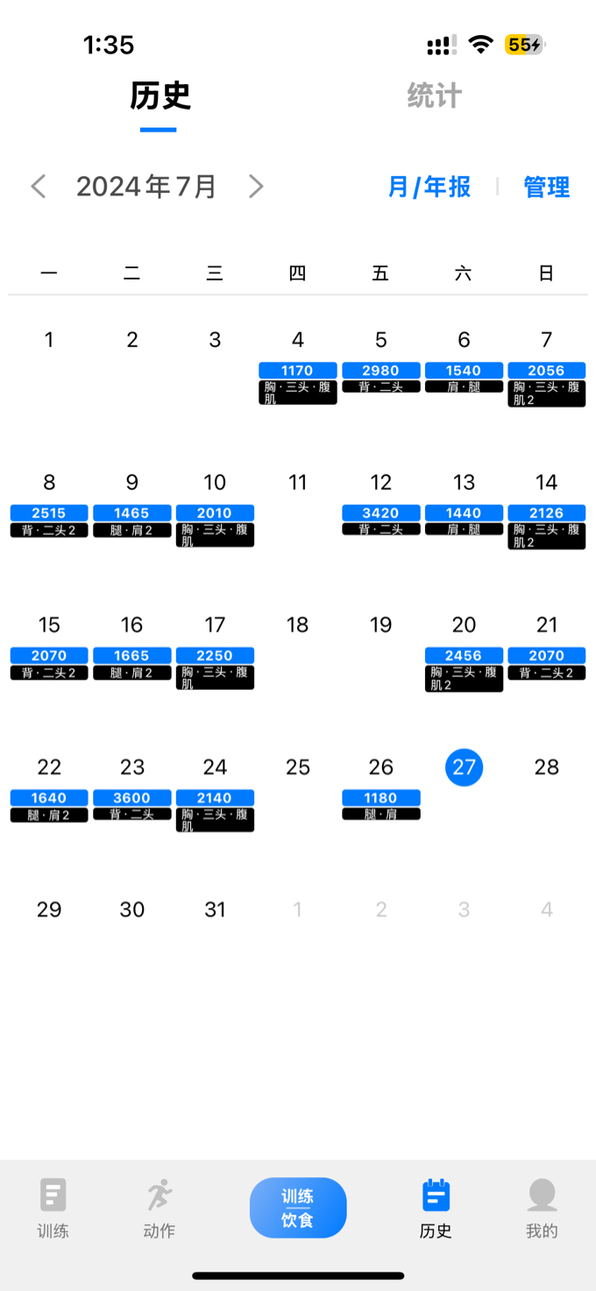 1:35
55
历史
统计
2024年7月
月/年报
管理
一 二 三 四 五 六 日
1 2 3 4 5 6 7
1170 2980 1540 2056
胸·三头·腹肌 背·二头 肩·腿 胸·三头·腹肌2
8 9 10 11 12 13 14
2515 1465 2010 3420 1440 2126
背·二头2 腿·肩2 胸·三头·腹肌 背·二头 肩·腿 胸·三头·腹肌2
15 16 17 18 19 20 21
2070 1665 2250 2456 2070
背·二头2 腿·肩2 胸·三头·腹肌 胸·三头·腹肌2 背·二头2
22 23 24 25 26 27 28
1640 3600 2140 1180
腿·肩2 背·二头 胸·三头·腹肌 腿·肩
29 30 31 1 2 3 4
训练
动作
训练
饮食
历史
我的